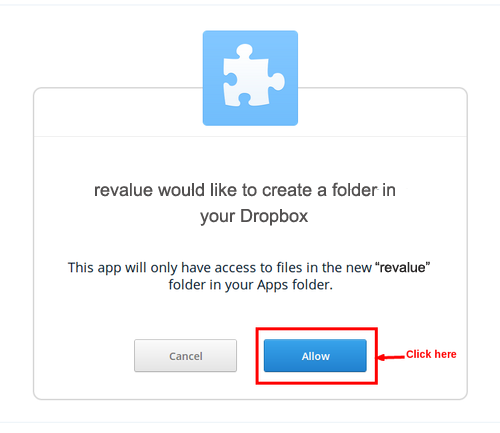 revalue would like to create a folder in
your Dropbox
This app will only have access to files in the new “revalue”
folder in your Apps folder.
Cancel
Allow
Click here